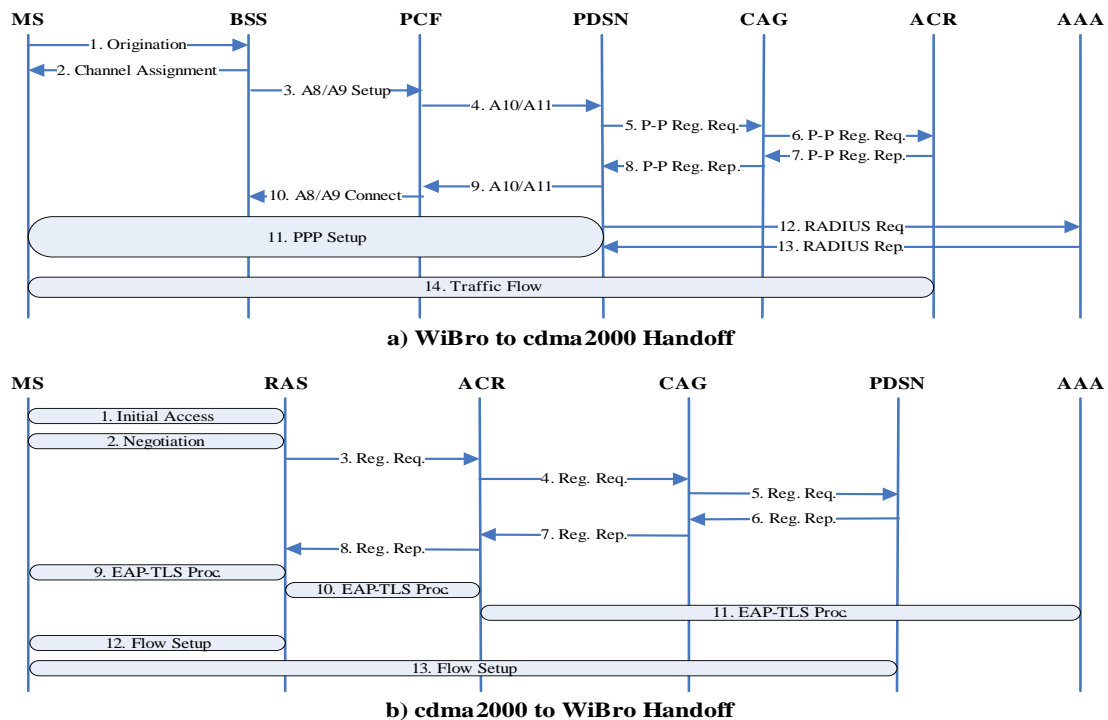 MS BSS PCF PDSN CAG ACR AAA
1. Origination
2. Channel Assignment
3. A8/A9 Setup
4. A10/A11
5. P-P Reg. Req.
6. P-P Reg. Req.
7. P-P Reg. Rep.
8. P-P Reg. Rep.
9. A10/A11
10. A8/A9 Connect
11. PPP Setup
12. RADIUS Req
13. RADIUS Rep.
14. Traffic Flow
a) WiBro to cdma2000 Handoff
MS RAS ACR CAG PDSN AAA
1. Initial Access
2. Negotiation
3. Reg. Req.
4. Reg. Req.
5. Reg. Req.
6. Reg. Rep.
7. Reg. Rep.
8. Reg. Rep.
9. EAP-TLS Proc.
10. EAP-TLS Proc.
11. EAP-TLS Proc.
12. Flow Setup
13. Flow Setup
b) cdma2000 to WiBro Handoff